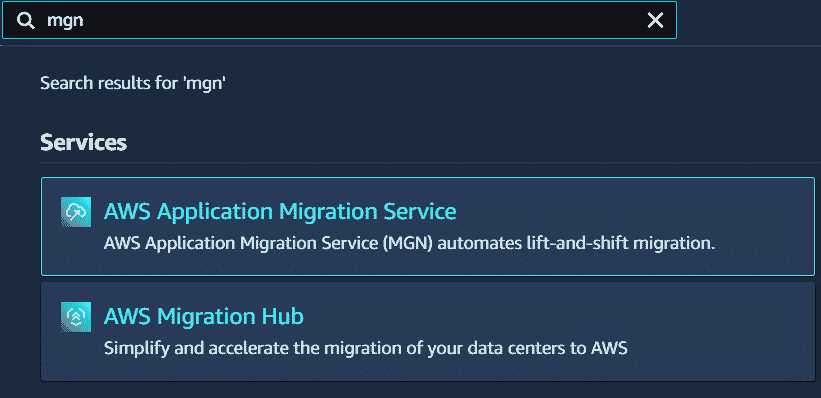 mgn
Search results for 'mgn'
Services
AWS Application Migration Service
AWS Application Migration Service (MGN) automates lift-and-shift migration.
AWS Migration Hub
Simplify and accelerate the migration of your data centers to AWS